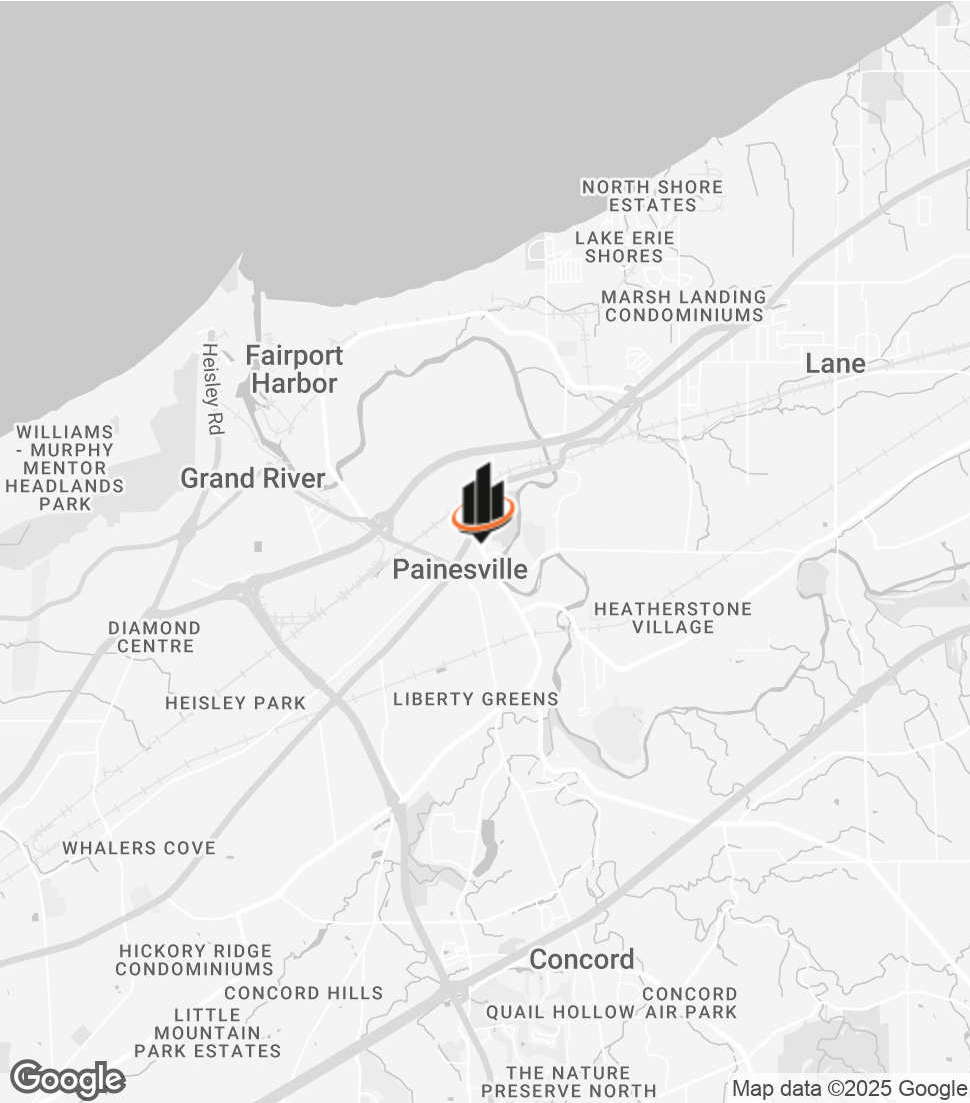 NORTH SHORE
ESTATES
LAKE ERIE
SHORES
MARSH LANDING
CONDOMINIUMS
Fairport
Harbor
Lane
Heisley Rd
WILLIAMS
- MURPHY
MENTOR
HEADLANDS
PARK
Grand River
Painesville
HEATHERSTONE
VILLAGE
DIAMOND
CENTRE
HEISLEY PARK
LIBERTY GREENS
WHALERS COVE
HICKORY RIDGE
CONDOMINIUMS
Concord
CONCORD HILLS
CONCORD
QUAIL HOLLOW AIR PARK
LITTLE
MOUNTAIN
PARK ESTATES
THE NATURE
PRESERVE NORTH
Google
Map data ©2025 Google